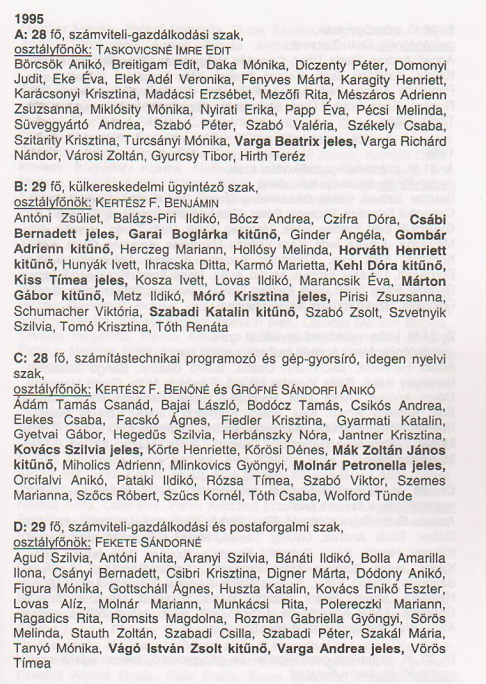 1995
A: 28 fő, számviteli-gazdálkodási szak,
osztályfőnök: TASKOVICSNÉ IMRE EDIT
Börcsök Anikó, Breitigam Edit, Daka Mónika, Diczenty Péter, Domonyi
Judit, Eke Éva, Elek Adél Veronika, Fenyves Márta, Karagity Henriett,
Karácsonyi Krisztina, Madácsi Erzsébet, Mezőfi Rita, Mészáros Adrienn
Zsuzsanna, Miklósity Mónika, Nyirati Erika, Papp Éva, Pécsi Melinda,
Süveggyártó Andrea, Szabó Péter, Szabó Valéria, Székely Csaba,
Szitarity Krisztina, Turcsányi Mónika, Varga Beatrix jeles, Varga Richárd
Nándor, Városi Zoltán, Gyurcsy Tibor, Hirth Teréz
B: 29 fő, külkereskedelmi ügyintéző szak,
osztályfőnök: KERTÉSZ F. BENJÁMIN
Antóni Zsüliet, Balázs-Piri Ildikó, Bócz Andrea, Czifra Dóra, Csábi
Bernadett jeles, Garai Boglárka kitűnő, Ginder Angéla, Gombár
Adrienn kitűnő, Herczeg Mariann, Hollósy Melinda, Horváth Henriett
kitűnő, Hunyák Ivett, Ihracska Ditta, Karmó Marietta, Kehl Dóra kitűnő,
Kiss Tímea jeles, Kosza Ivett, Lovas Ildikó, Marancsik Éva, Márton
Gábor kitűnő, Metz Ildikó, Móró Krisztina jeles, Pirisi Zsuzsanna,
Schumacher Viktória, Szabadi Katalin kitűnő, Szabó Zsolt, Szvetnyik
Szilvia, Tomó Krisztina, Tóth Renáta
C: 28 fő, számítástechnikai programozó és gép-gyorsíró, idegen nyelvi
szak,
osztályfőnök: KERTÉSZ F. BENŐNÉ és GRÓFNÉ SÁNDORFI ANIKÓ
Ádám Tamás Csanád, Bajai László, Bodócz Tamás, Csikós Andrea,
Elekes Csaba, Facskó Ágnes, Fiedler Krisztina, Gyarmati Katalin,
Gyetvai Gábor, Hegedűs Szilvia, Herbánszky Nóra, Jantner Krisztina,
Kovács Szilvia jeles, Körte Henriette, Kőrösi Dénes, Mák Zoltán János
kitűnő, Miholics Adrienn, Mlinkovics Gyöngyi, Molnár Petronella jeles,
Orcifalvi Anikó, Pataki Ildikó, Rózsa Tímea, Szabó Viktor, Szemes
Marianna, Szőcs Róbert, Szűcs Kornél, Tóth Csaba, Wolford Tünde
D: 29 fő, számviteli-gazdálkodási és postaforgalmi szak,
osztályfőnök: FEKETE SÁNDORNÉ
Agud Szilvia, Antóni Anita, Aranyi Szilvia, Bánáti Ildikó, Bolla Amarilla
Ilona, Csányi Bernadett, Csibri Krisztina, Digner Márta, Dódony Anikó,
Figura Mónika, Gottscháll Ágnes, Huszta Katalin, Kovács Enikő Eszter,
Lovas Alíz, Molnár Mariann, Munkácsi Rita, Polereczki Mariann,
Ragadics Rita, Romsits Magdolna, Rozman Gabriella Gyöngyi, Sörös
Melinda, Stauth Zoltán, Szabadi Csilla, Szabadi Péter, Szakál Mária,
Tanyó Mónika, Vágó István Zsolt kitűnő, Varga Andrea jeles, Vörös
Tímea